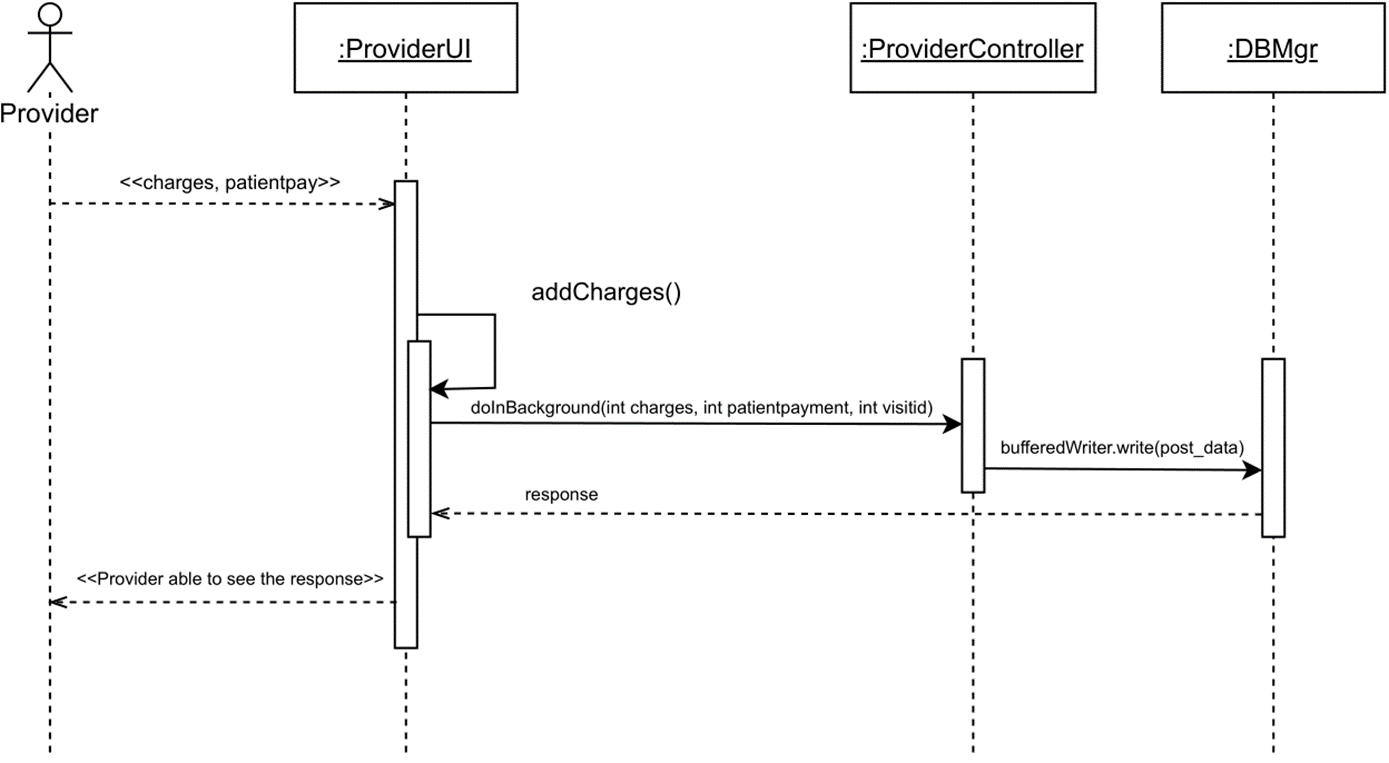 :ProviderUI
:ProviderController
:DBMgr
Provider
<<charges, patientpay>>
addCharges()
doInBackground(int charges, int patientpayment, int visitid)
bufferedWriter.write(post_data)
response
<<Provider able to see the response>>